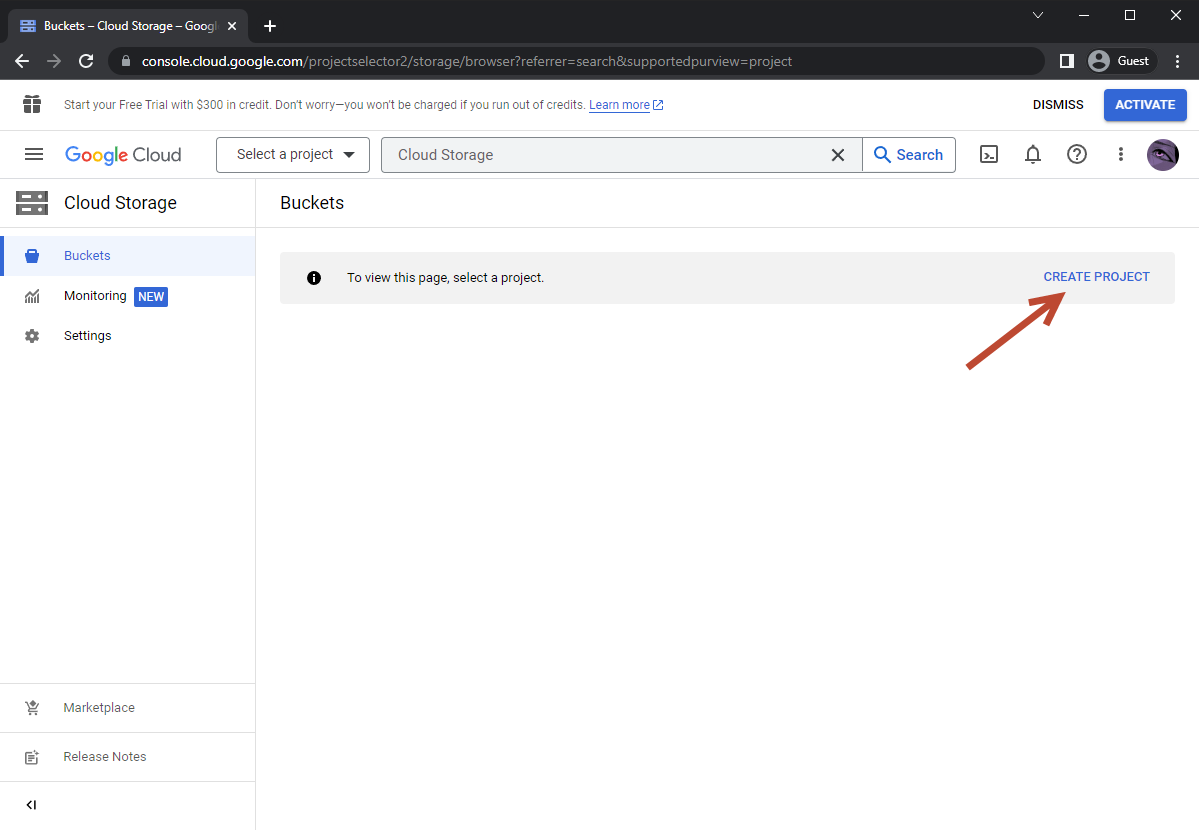 Buckets – Cloud Storage – Googl
console.cloud.google.com/projectselector2/storage/browser?referrer=search&supportedpurview=project
Guest
Start your Free Trial with $300 in credit. Don't worry—you won't be charged if you run out of credits. Learn more
DISMISS
ACTIVATE
Google Cloud
Select a project
Cloud Storage
Search
Cloud Storage
Buckets
Buckets
Monitoring NEW
Settings
To view this page, select a project.
CREATE PROJECT
Marketplace
Release Notes